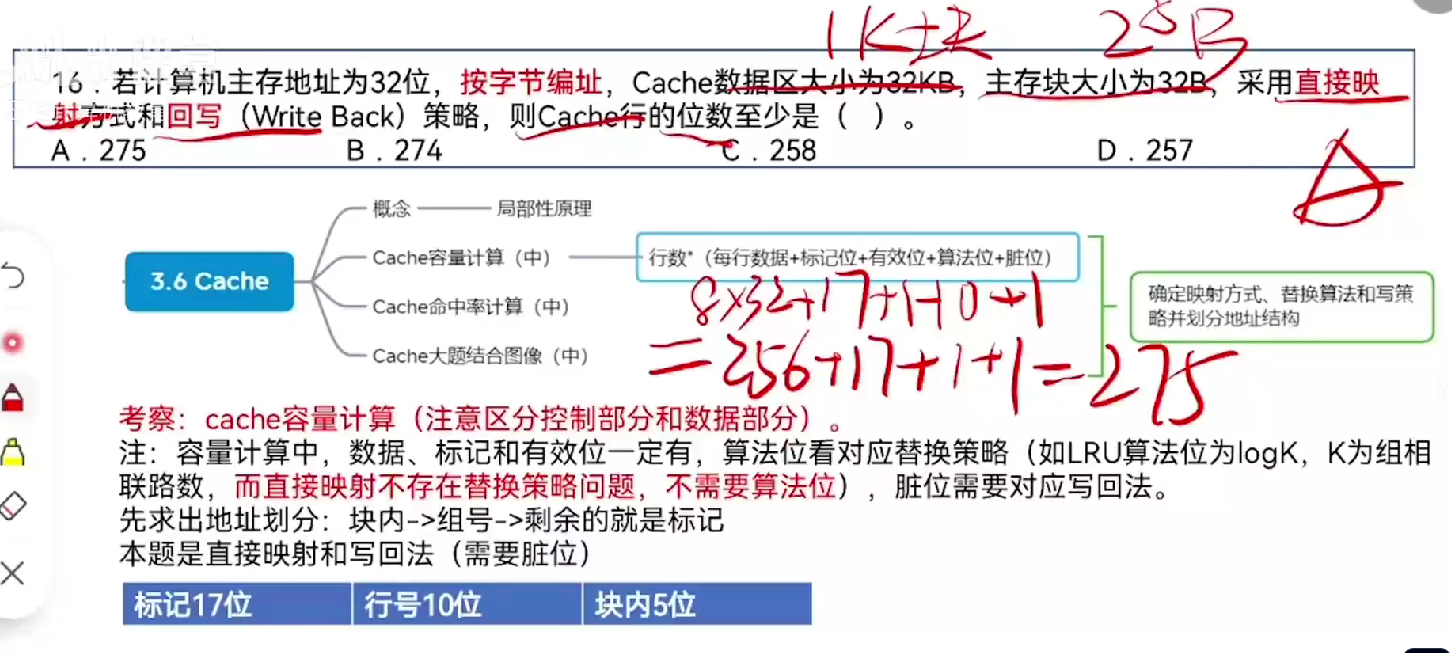 1K块 2⁵B
16．若计算机主存地址为32位，按字节编址，Cache数据区大小为32KB，主存块大小为32B，采用直接映
射方式和回写（Write Back）策略，则Cache行的位数至少是（ ）。
A．275 B．274 C．258 D．257
A
概念 局部性原理
3.6 Cache
Cache容量计算（中） 行数*（每行数据+标记位+有效位+算法位+脏位）
8×32+17+1+0+1
Cache命中率计算（中）
确定映射方式、替换算法和写策
略并划分地址结构
=256+17+1+1=275
Cache大题结合图像（中）
考察：cache容量计算（注意区分控制部分和数据部分）。
注：容量计算中，数据、标记和有效位一定有，算法位看对应替换策略（如LRU算法位为logK，K为组相
联路数，而直接映射不存在替换策略问题，不需要算法位），脏位需要对应写回法。
先求出地址划分：块内->组号->剩余的就是标记
本题是直接映射和写回法（需要脏位）
标记17位 行号10位 块内5位